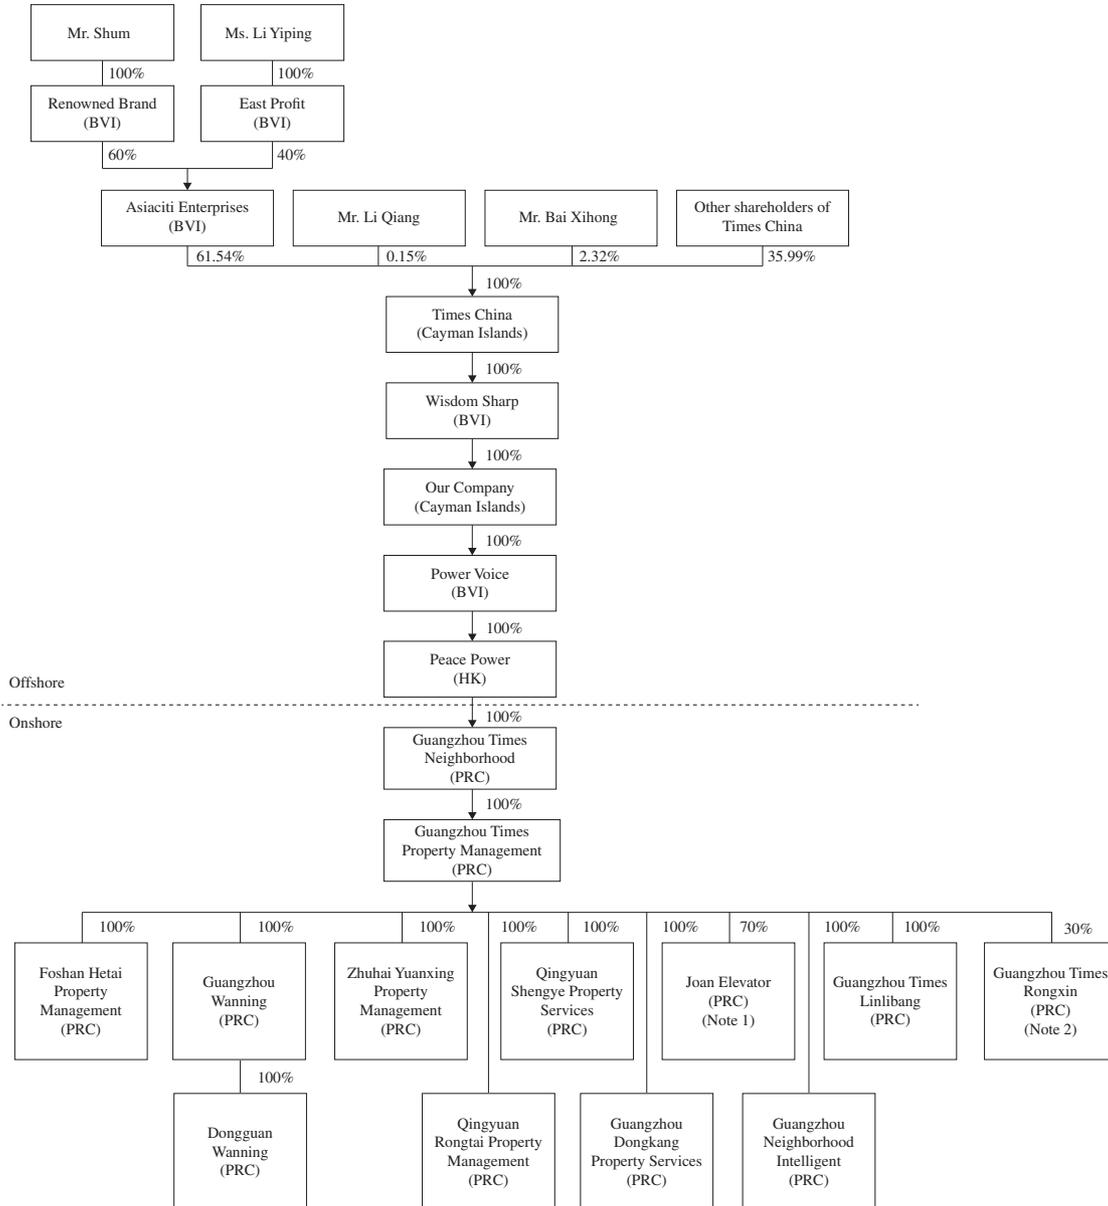 Mr. Shum
Ms. Li Yiping
100%
100%
Renowned Brand
(BVI)
East Profit
(BVI)
60%
40%
Asiaciti Enterprises
(BVI)
Mr. Li Qiang
Mr. Bai Xihong
Other shareholders of
Times China
61.54%
0.15%
2.32%
35.99%
100%
Times China
(Cayman Islands)
100%
Wisdom Sharp
(BVI)
100%
Our Company
(Cayman Islands)
100%
Power Voice
(BVI)
100%
Peace Power
(HK)
Offshore
Onshore
100%
Guangzhou Times
Neighborhood
(PRC)
100%
Guangzhou Times
Property Management
(PRC)
100%
100%
100%
100%
100%
100%
70%
100%
100%
30%
Foshan Hetai
Property
Management
(PRC)
Guangzhou
Wanning
(PRC)
Zhuhai Yuanxing
Property
Management
(PRC)
Qingyuan
Shengye Property
Services
(PRC)
Joan Elevator
(PRC)
(Note 1)
Guangzhou Times
Linlibang
(PRC)
Guangzhou Times
Rongxin
(PRC)
(Note 2)
100%
Dongguan
Wanning
(PRC)
Qingyuan
Rongtai Property
Management
(PRC)
Guangzhou
Dongkang
Property Services
(PRC)
Guangzhou
Neighborhood
Intelligent
(PRC)